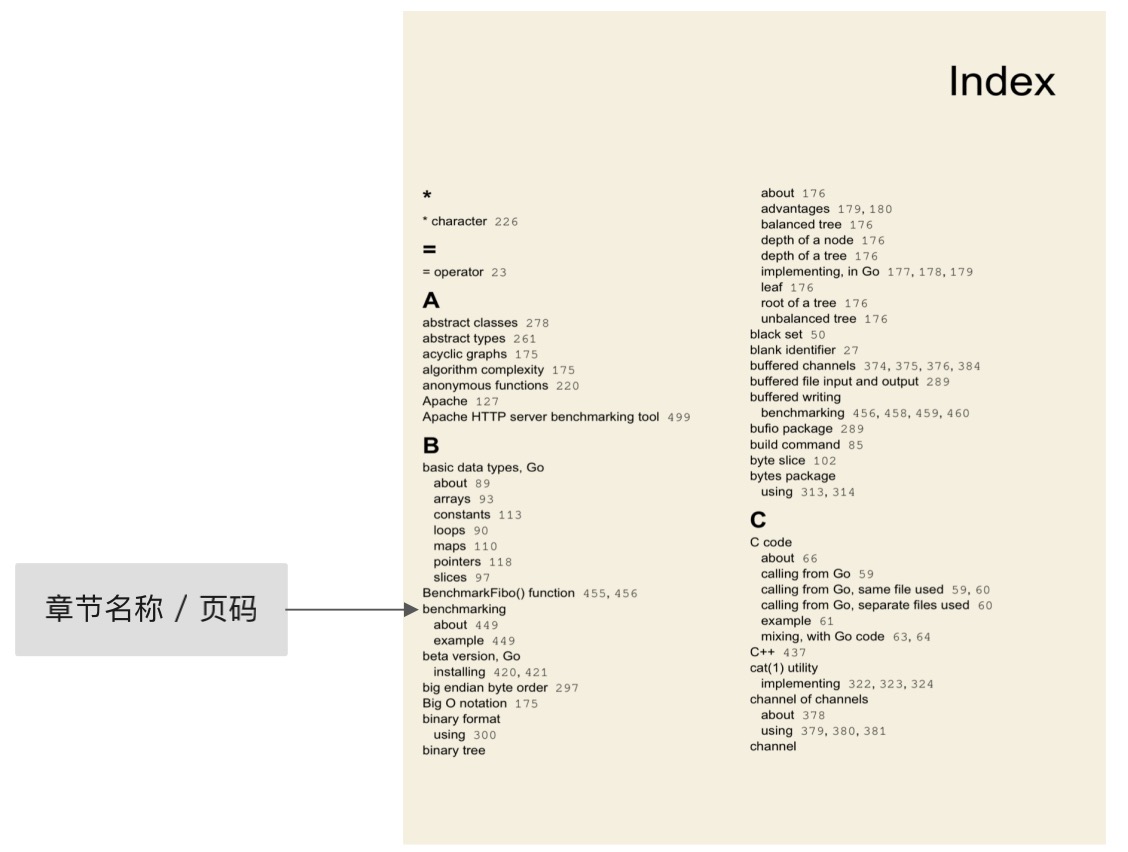 Index
*
* character 226
=
= operator 23
A
abstract classes 278
abstract types 261
acyclic graphs 175
algorithm complexity 175
anonymous functions 220
Apache 127
Apache HTTP server benchmarking tool 499
B
basic data types, Go
about 89
arrays 93
constants 113
loops 90
maps 110
pointers 118
slices 97
BenchmarkFibo() function 455, 456
benchmarking
about 449
example 449
beta version, Go
installing 420, 421
big endian byte order 297
Big O notation 175
binary format
using 300
binary tree
about 176
advantages 179, 180
balanced tree 176
depth of a node 176
depth of a tree 176
implementing, in Go 177, 178, 179
leaf 176
root of a tree 176
unbalanced tree 176
black set 50
blank identifier 27
buffered channels 374, 375, 376, 384
buffered file input and output 289
buffered writing
benchmarking 456, 458, 459, 460
bufio package 289
build command 85
byte slice 102
bytes package
using 313, 314
C
C code
about 66
calling from Go 59
calling from Go, same file used 59, 60
calling from Go, separate files used 60
example 61
mixing, with Go code 63, 64
C++ 437
cat(1) utility
implementing 322, 323, 324
channel of channels
about 378
using 379, 380, 381
channel
章节名称 / 页码